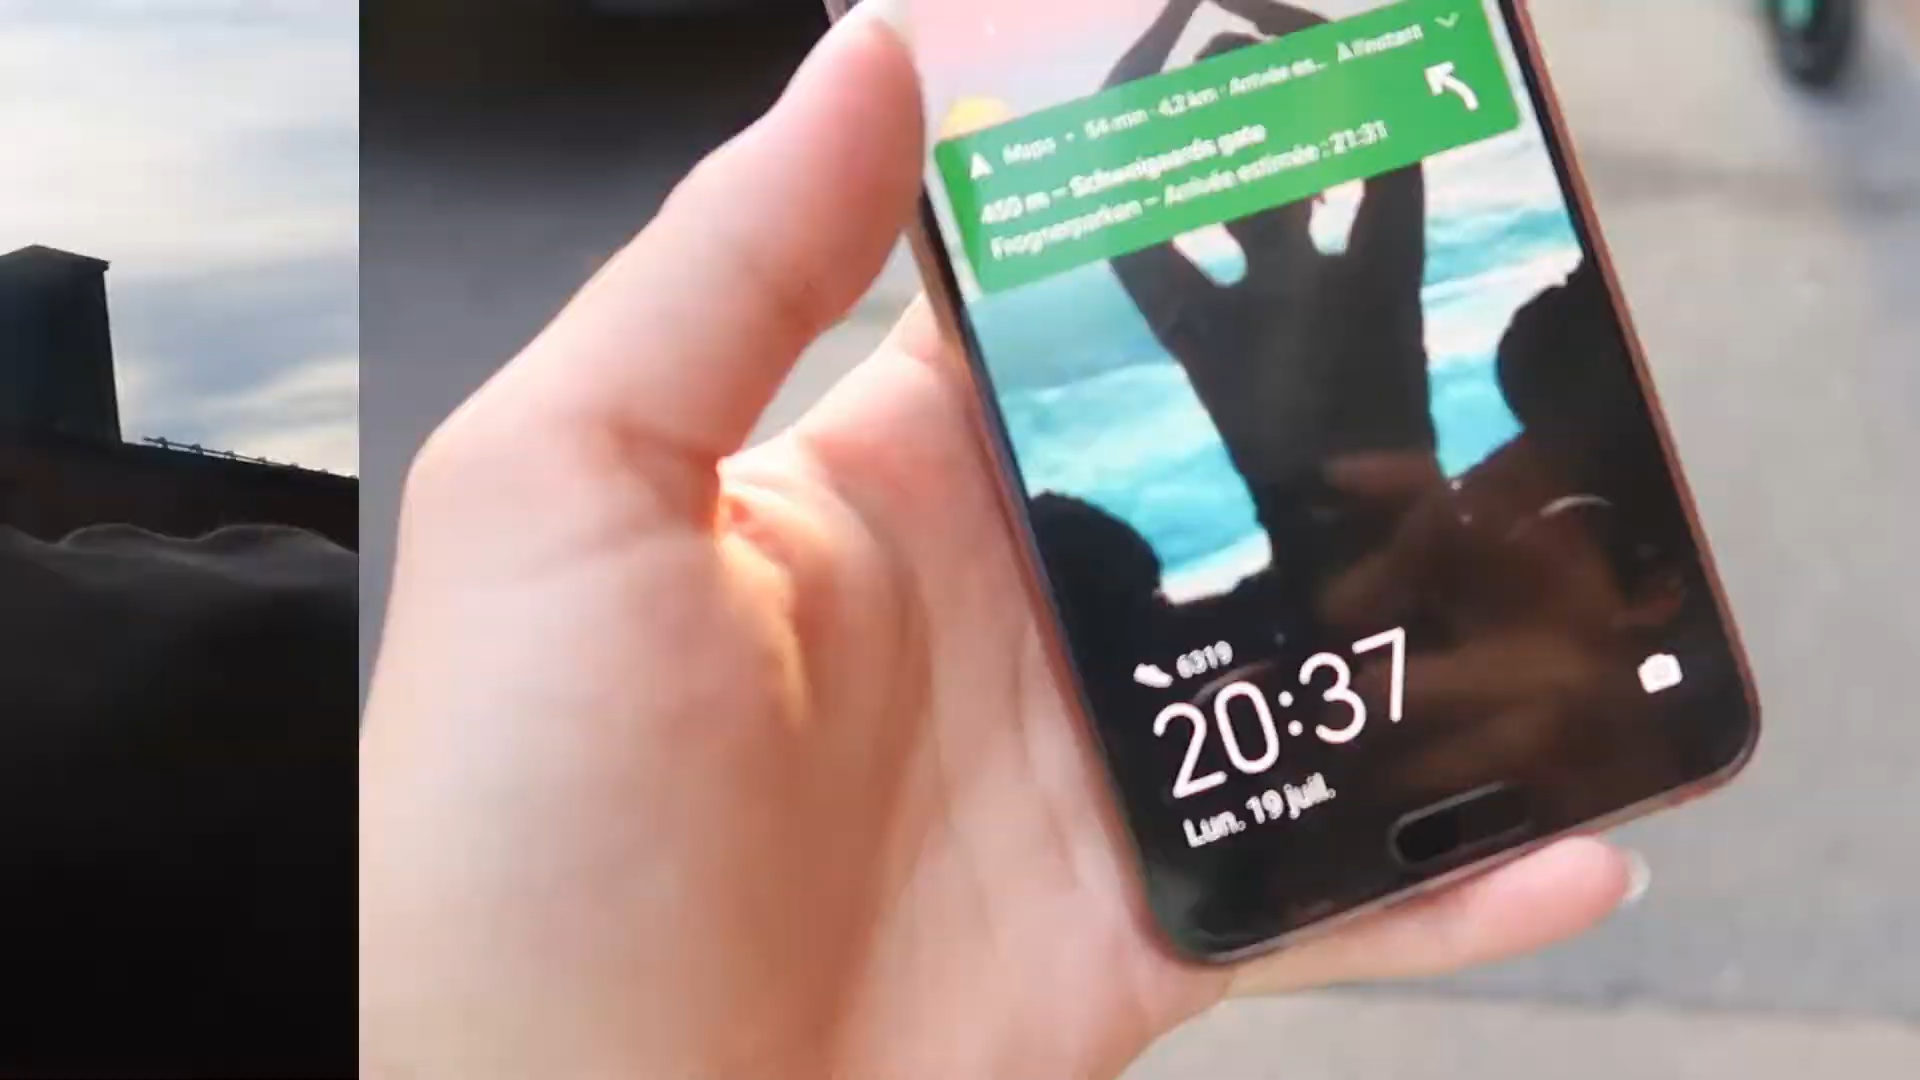 Maps • 54 min · 4,2 km · Arrivée es... À l'instant
450 m – Schweigaards gate
Frognerparken – Arrivée estimée : 21:31
6319
20:37
Lun. 19 juil.